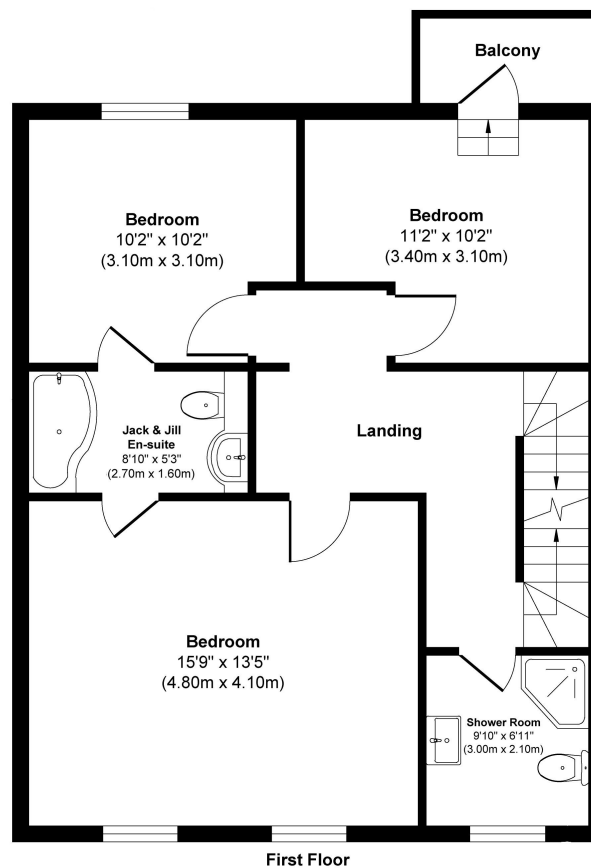 Balcony
Bedroom
10'2" x 10'2"
(3.10m x 3.10m)
Bedroom
11'2" x 10'2"
(3.40m x 3.10m)
Jack & Jill
En-suite
8'10" x 5'3"
(2.70m x 1.60m)
Landing
Bedroom
15'9" x 13'5"
(4.80m x 4.10m)
Shower Room
9'10" x 6'11"
(3.00m x 2.10m)
First Floor